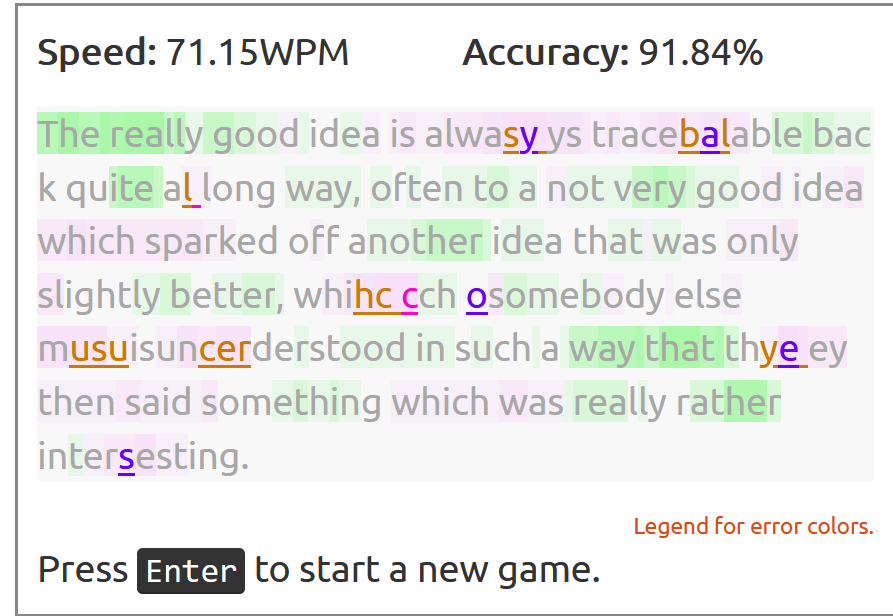 Speed: 71.15WPM Accuracy: 91.84%
The really good idea is alwasy ys tracebalable bac
k quite al long way, often to a not very good idea
which sparked off another idea that was only
slightly better, whihc cch osomebody else
musuisuncerderstood in such a way that thye ey
then said something which was really rather
intersesting.
Legend for error colors.
Press Enter to start a new game.